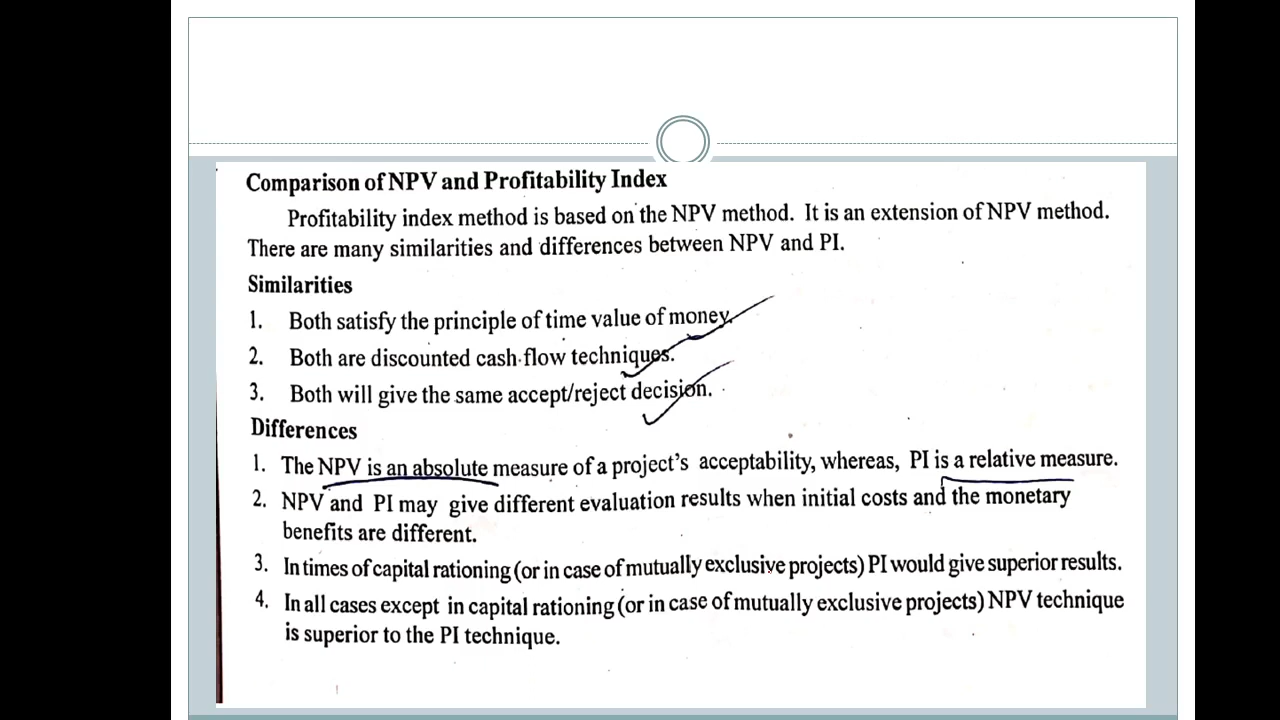 Comparison of NPV and Profitability Index
Profitability index method is based on the NPV method. It is an extension of NPV method.
There are many similarities and differences between NPV and PI.
Similarities
1. Both satisfy the principle of time value of money.
2. Both are discounted cash flow techniques.
3. Both will give the same accept/reject decision.
Differences
1. The NPV is an absolute measure of a project's acceptability, whereas, PI is a relative measure.
2. NPV and PI may give different evaluation results when initial costs and the monetary
benefits are different.
3. In times of capital rationing (or in case of mutually exclusive projects) PI would give superior results.
4. In all cases except in capital rationing (or in case of mutually exclusive projects) NPV technique
is superior to the PI technique.